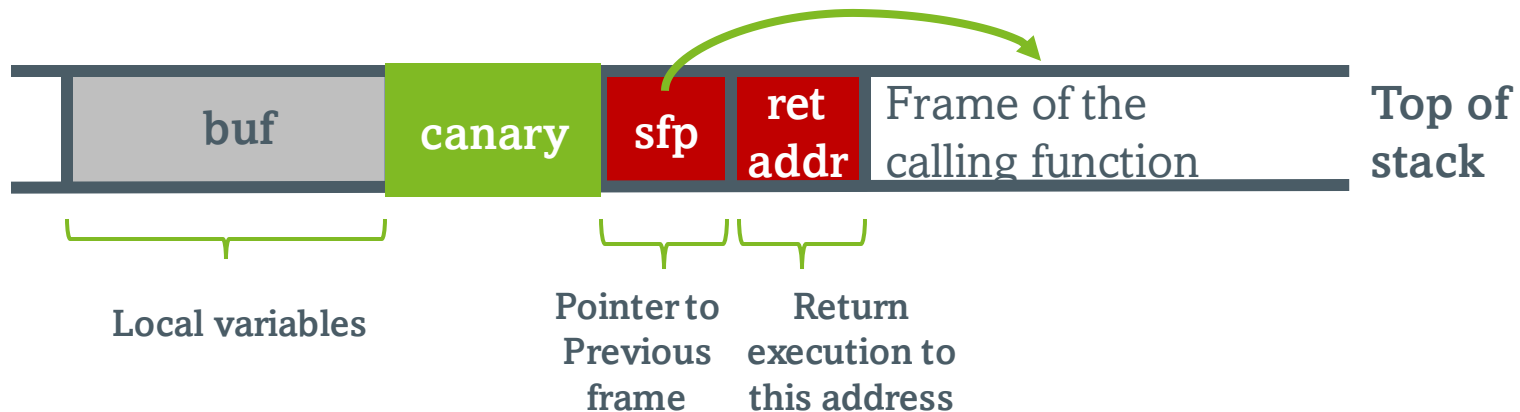 buf
canary
sfp
ret
addr
Frame of the
calling function
Top of
stack
Local variables
Pointer to
Previous
frame
Return
execution to
this address